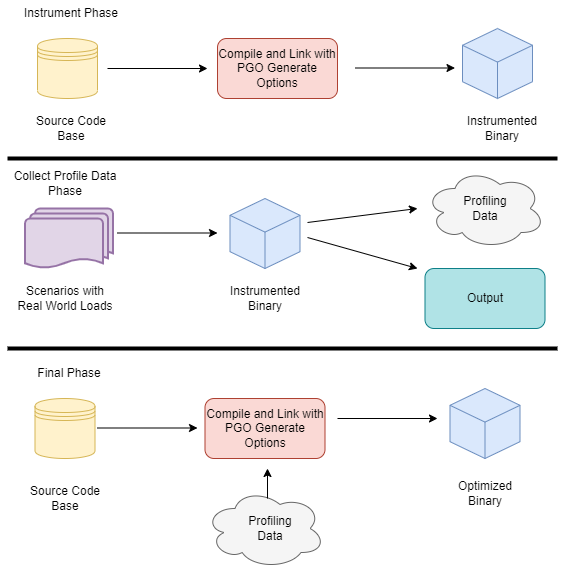 Instrument Phase
Compile and Link with
PGO Generate
Options
Source Code
Base
Instrumented
Binary
Collect Profile Data
Phase
Profiling
Data
Scenarios with
Real World Loads
Instrumented
Binary
Output
Final Phase
Compile and Link with
PGO Generate
Options
Source Code
Base
Optimized
Binary
Profiling
Data